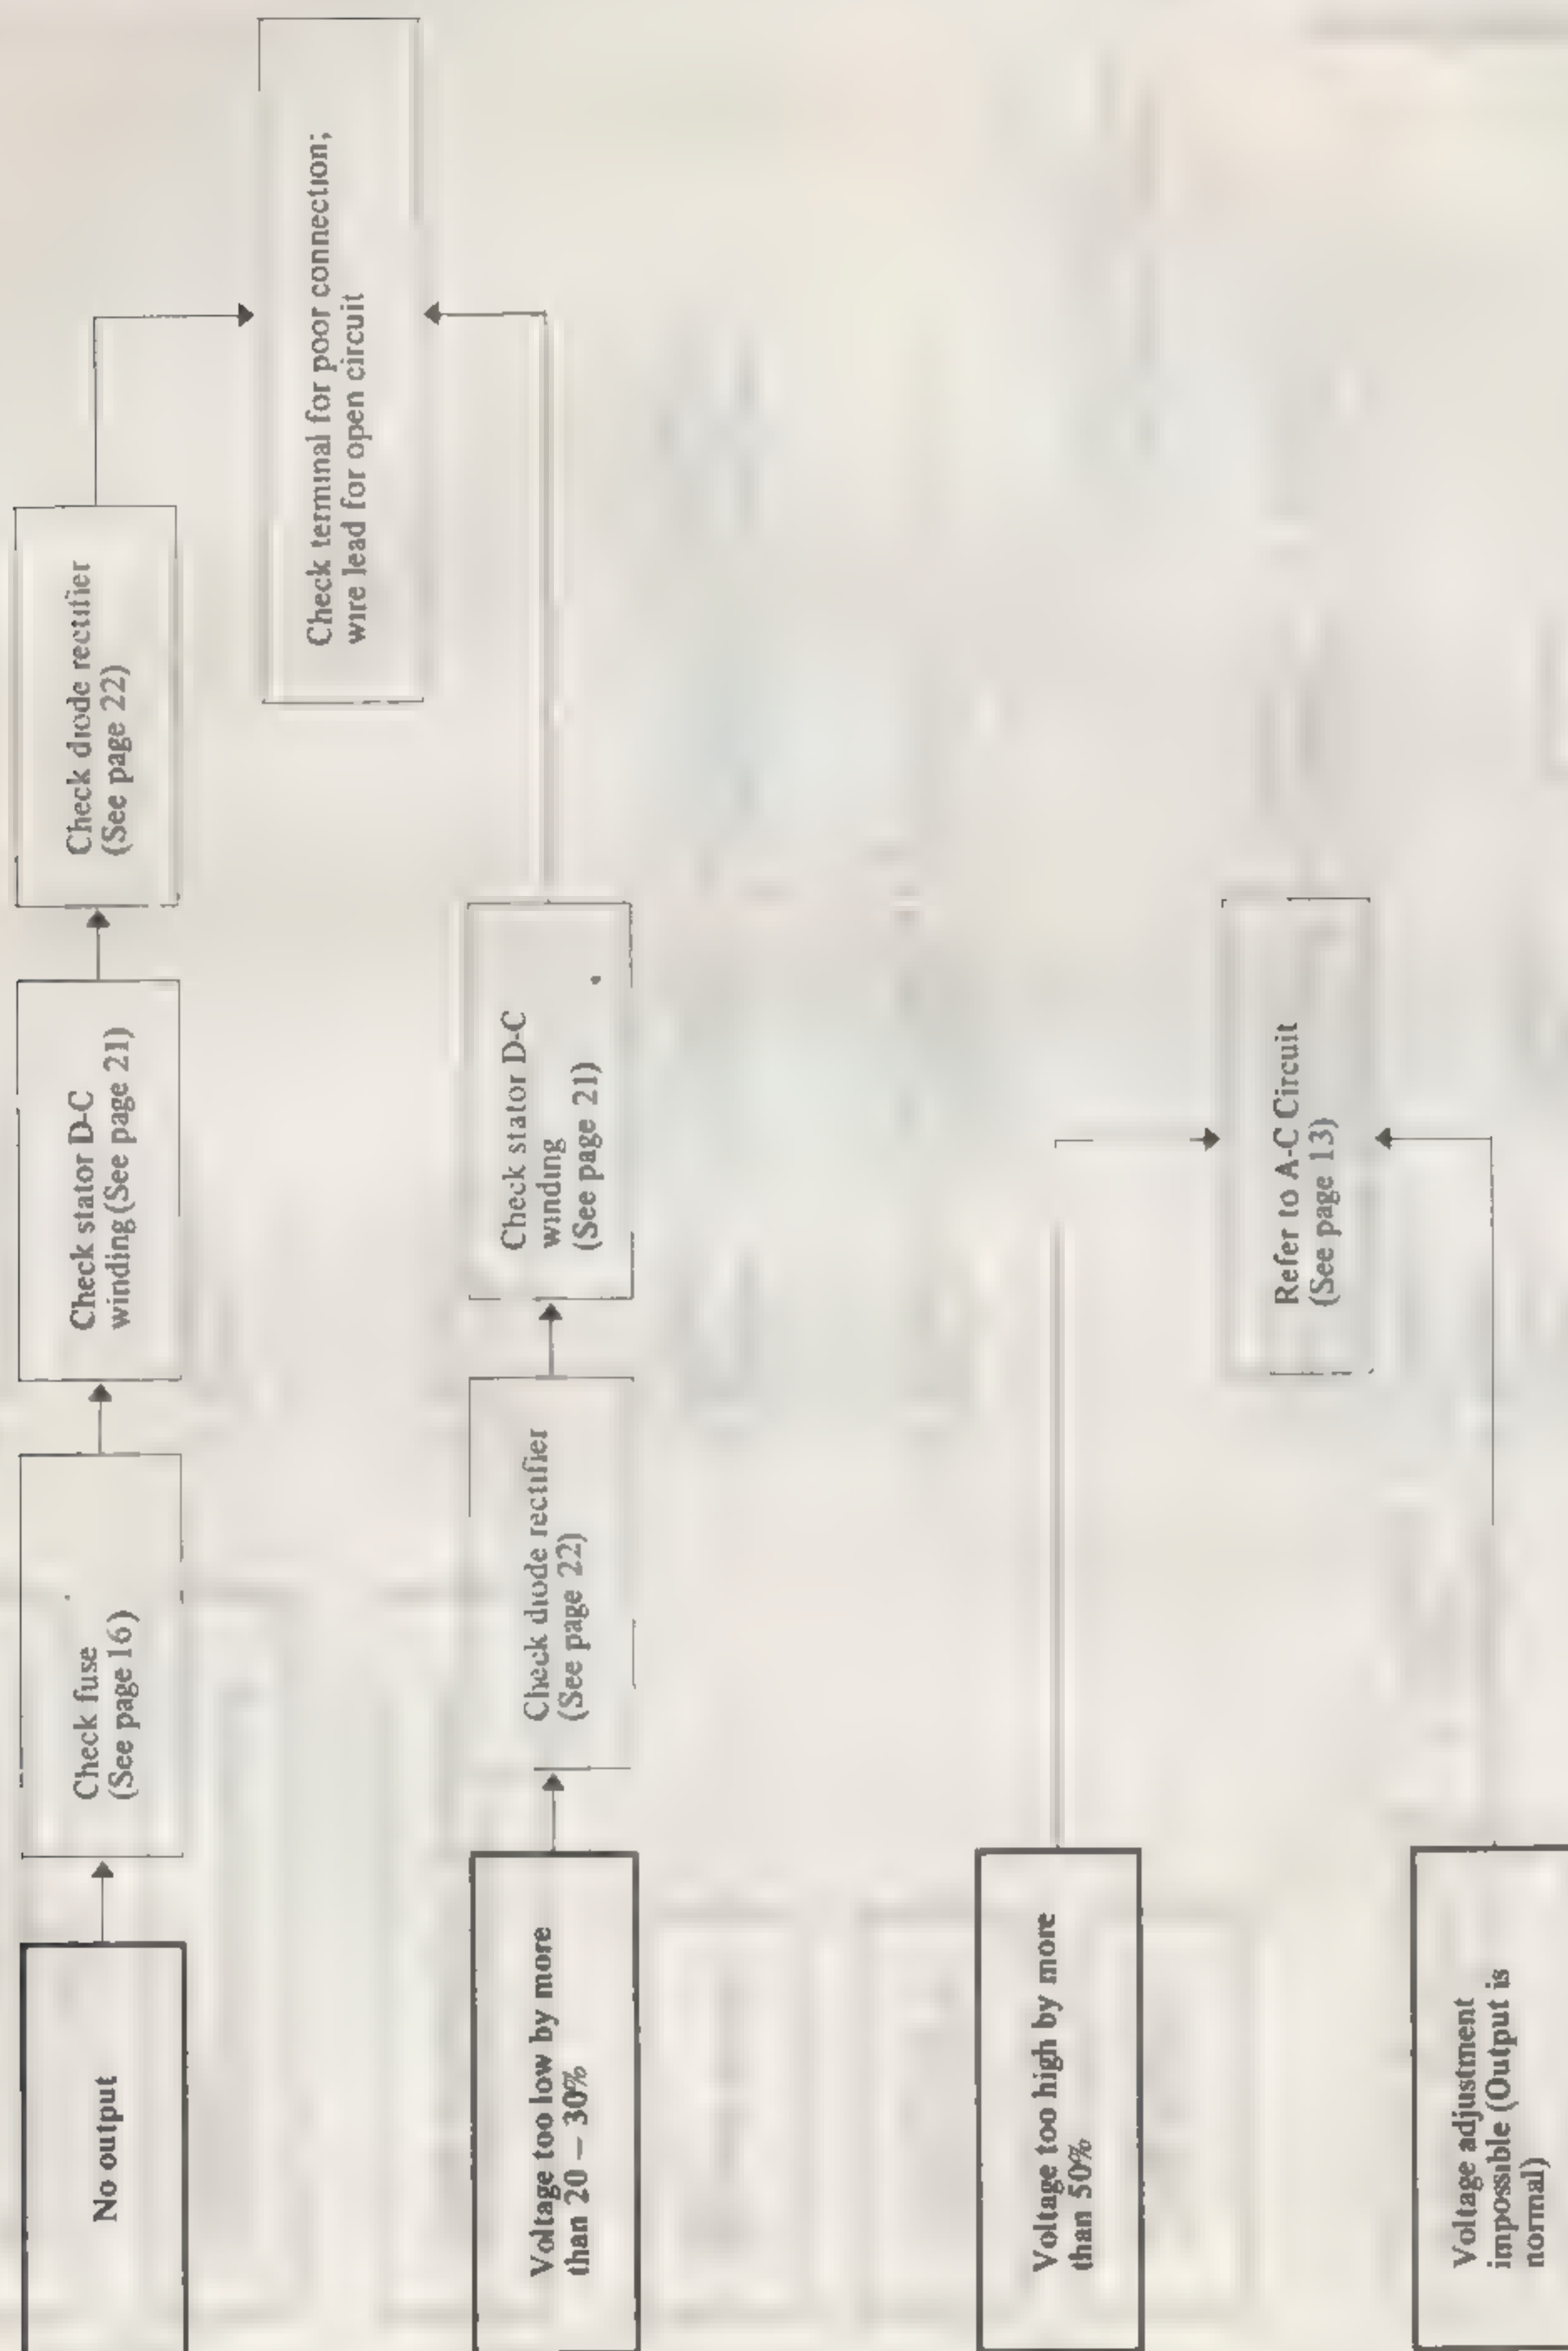 No output
Check fuse
(See page 16)
Check stator D-C
winding (See page 21)
Check diode rectifier
(See page 22)
Check terminal for poor connection;
wire lead for open circuit
Voltage too low by more
than 20 – 30%
Check diode rectifier
(See page 22)
Check stator D-C
winding
(See page 21)
Voltage too high by more
than 50%
Refer to A-C Circuit
(See page 13)
Voltage adjustment
impossible (Output is
normal)